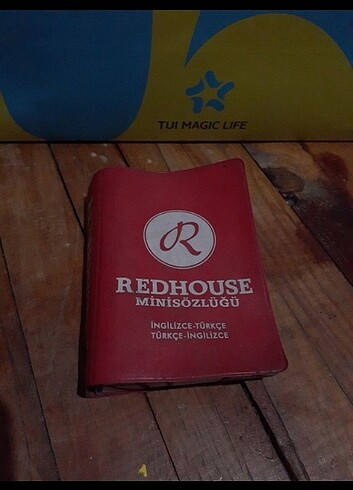 TUI MAGIC LIFE
R
REDHOUSE
MİNİSÖZLÜĞÜ
İNGİLİZCE-TÜRKÇE
TÜRKÇE-İNGİLİZCE